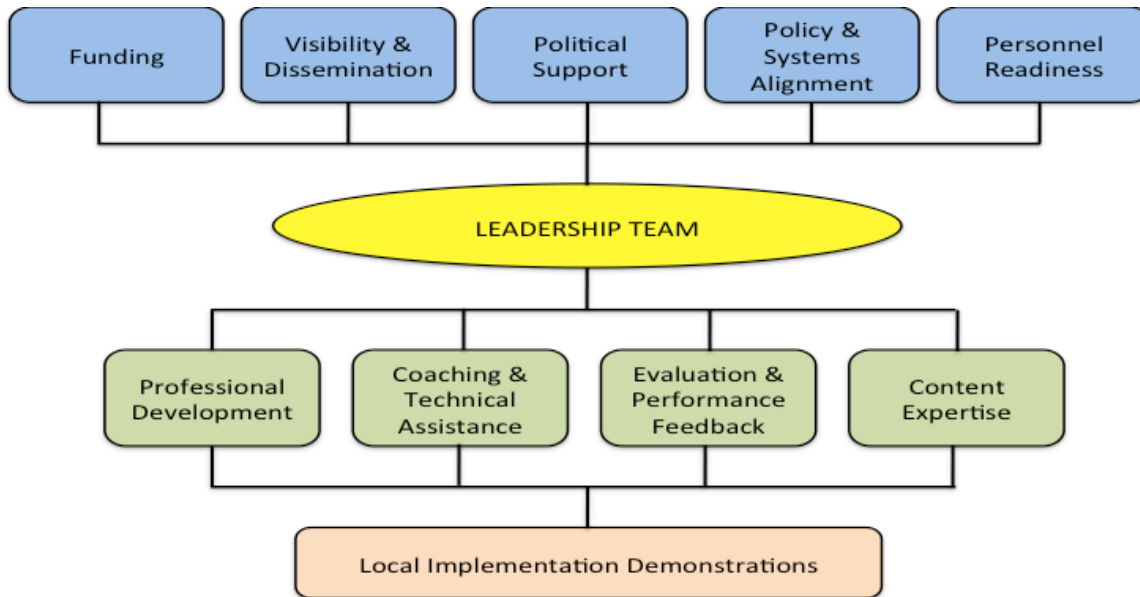 Funding
Visibility &
Dissemination
Political
Support
Policy &
Systems
Alignment
Personnel
Readiness
LEADERSHIP TEAM
Professional
Development
Coaching &
Technical
Assistance
Evaluation &
Performance
Feedback
Content
Expertise
Local Implementation Demonstrations